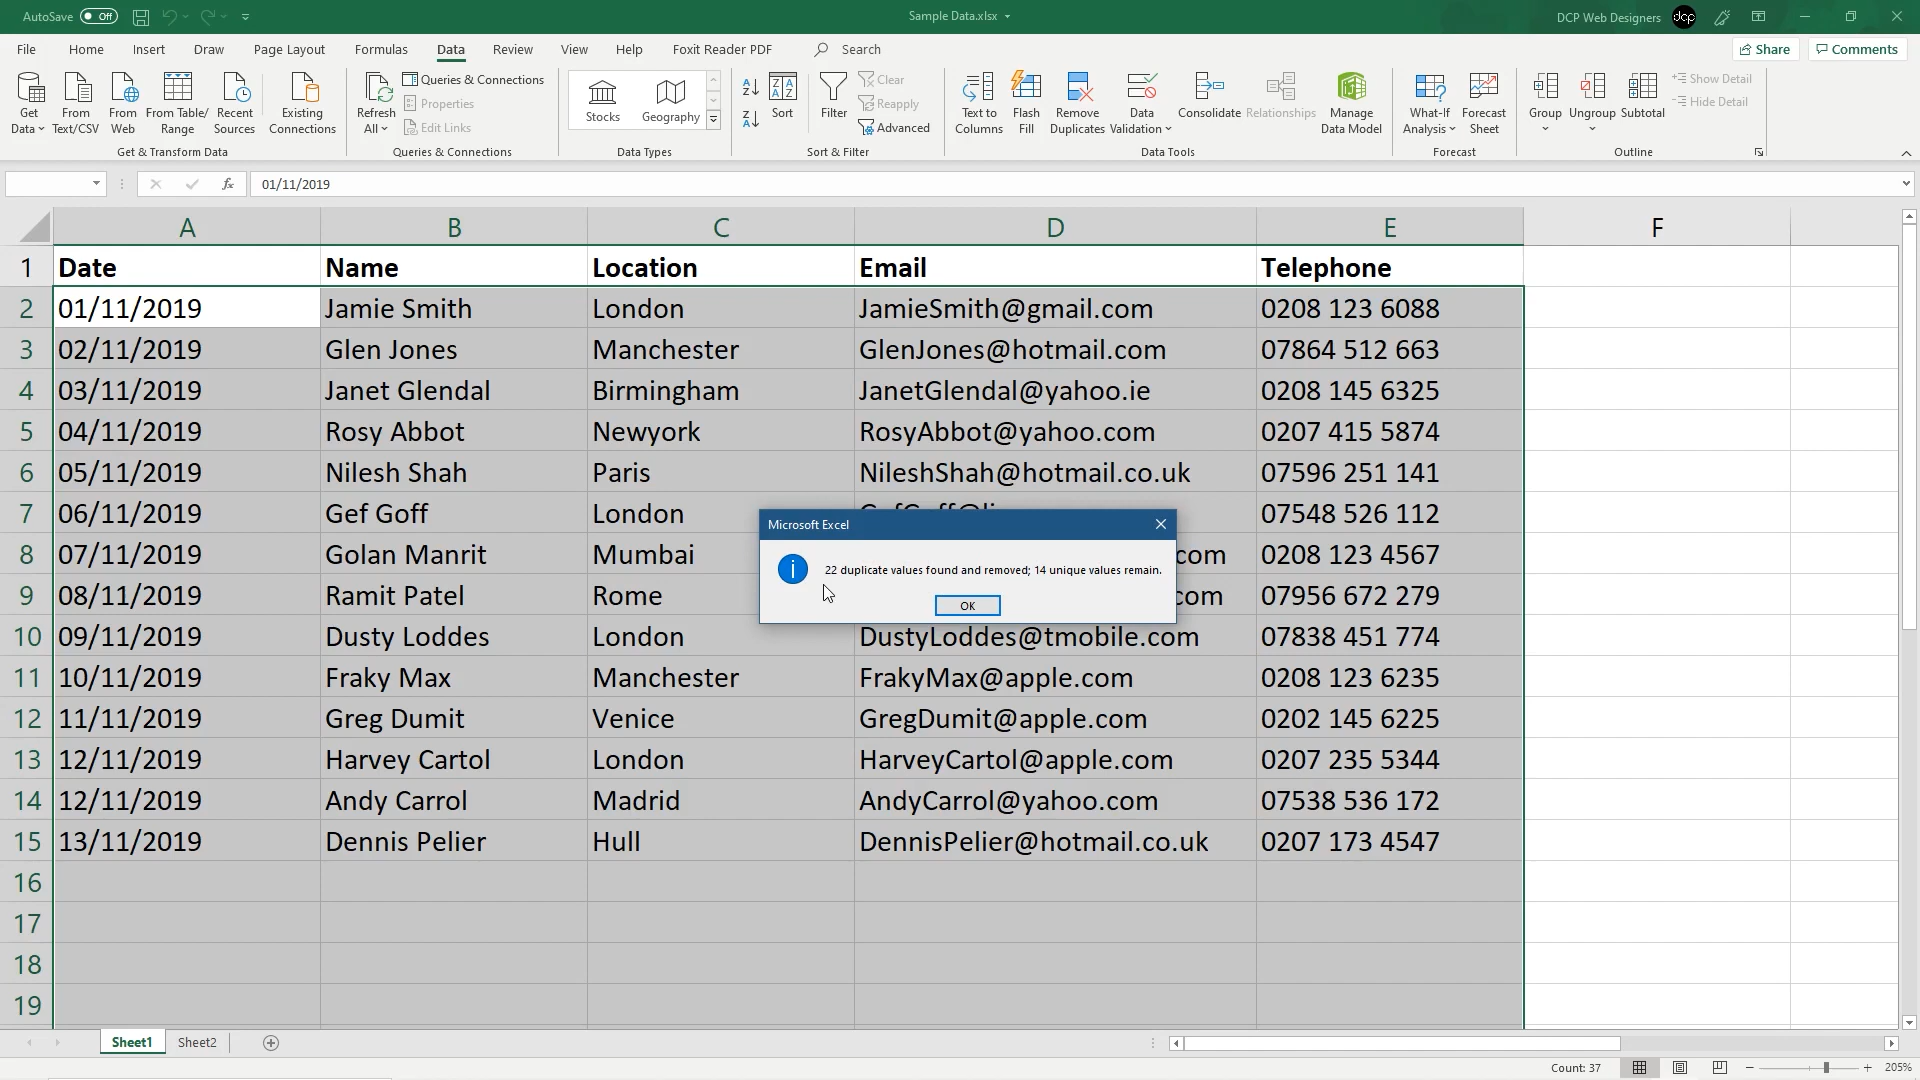 AutoSave Off Sample Data.xlsx DCP Web Designers dcp
File Home Insert Draw Page Layout Formulas Data Review View Help Foxit Reader PDF Search Share Comments
Get Data From Text/CSV From Web From Table/ Range Recent Sources Existing Connections
Get & Transform Data
Refresh All Queries & Connections
Properties
Edit Links
Queries & Connections
Stocks Geography
Data Types
Sort Filter Clear
Reapply
Advanced
Sort & Filter
Text to Columns Flash Fill Remove Duplicates Data Validation Consolidate Relationships Manage Data Model
Data Tools
What-If Analysis Forecast Sheet
Forecast
Group Ungroup Subtotal Show Detail
Hide Detail
Outline
fx 01/11/2019
A B C D E F
1 Date Name Location Email Telephone
2 01/11/2019 Jamie Smith London JamieSmith@gmail.com 0208 123 6088
3 02/11/2019 Glen Jones Manchester GlenJones@hotmail.com 07864 512 663
4 03/11/2019 Janet Glendal Birmingham JanetGlendal@yahoo.ie 0208 145 6325
5 04/11/2019 Rosy Abbot Newyork RosyAbbot@yahoo.com 0207 415 5874
6 05/11/2019 Nilesh Shah Paris NileshShah@hotmail.co.uk 07596 251 141
7 06/11/2019 Gef Goff London 07548 526 112
8 07/11/2019 Golan Manrit Mumbai com 0208 123 4567
9 08/11/2019 Ramit Patel Rome com 07956 672 279
10 09/11/2019 Dusty Loddes London DustyLoddes@tmobile.com 07838 451 774
11 10/11/2019 Fraky Max Manchester FrakyMax@apple.com 0208 123 6235
12 11/11/2019 Greg Dumit Venice GregDumit@apple.com 0202 145 6225
13 12/11/2019 Harvey Cartol London HarveyCartol@apple.com 0207 235 5344
14 12/11/2019 Andy Carrol Madrid AndyCarrol@yahoo.com 07538 536 172
15 13/11/2019 Dennis Pelier Hull DennisPelier@hotmail.co.uk 0207 173 4547
16
17
18
19
Microsoft Excel
22 duplicate values found and removed; 14 unique values remain.
OK
Sheet1 Sheet2
Count: 37 205%